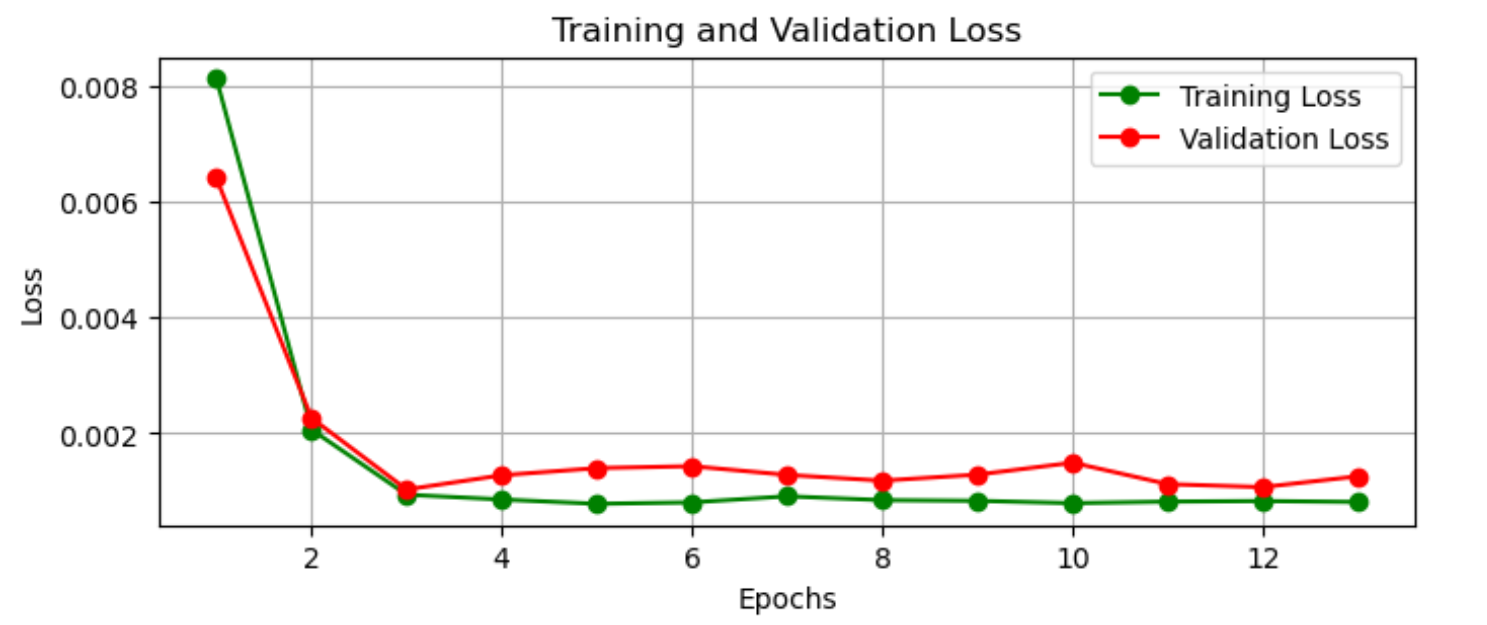 Training and Validation Loss
Training Loss
Validation Loss
0.008
0.006
0.004
0.002
Loss
2 4 6 8 10 12
Epochs